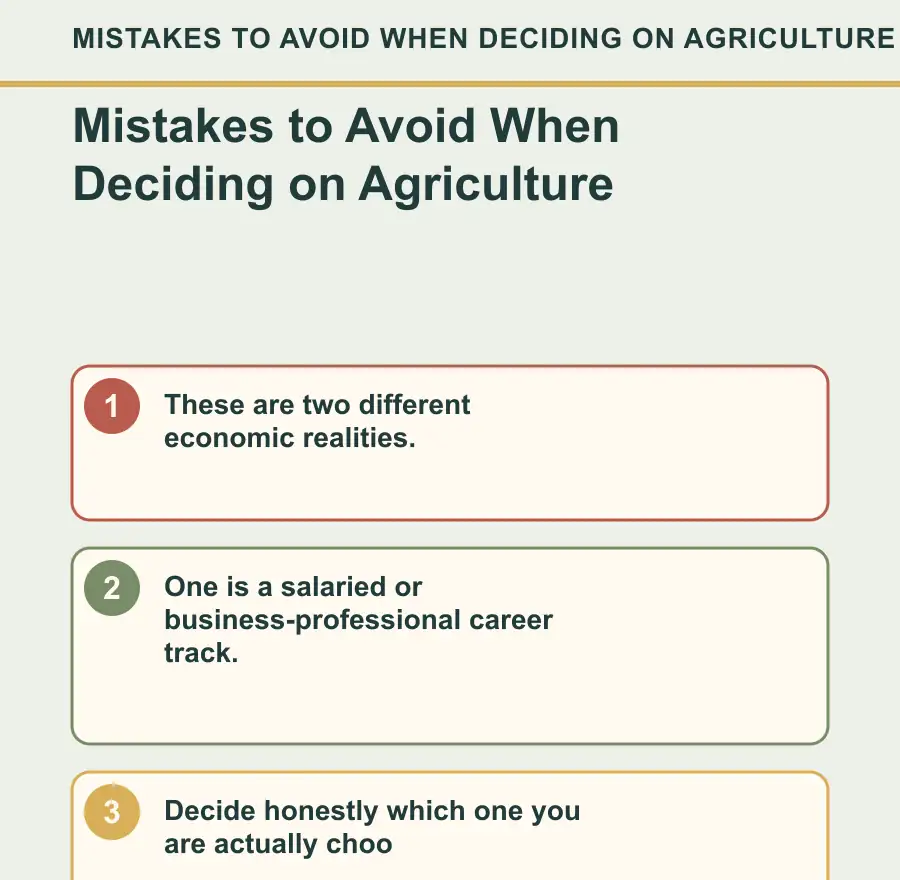 MISTAKES TO AVOID WHEN DECIDING ON AGRICULTURE
Mistakes to Avoid When
Deciding on Agriculture
1
These are two different
economic realities.
2
One is a salaried or
business-professional career
track.
3
Decide honestly which one you
are actually choo